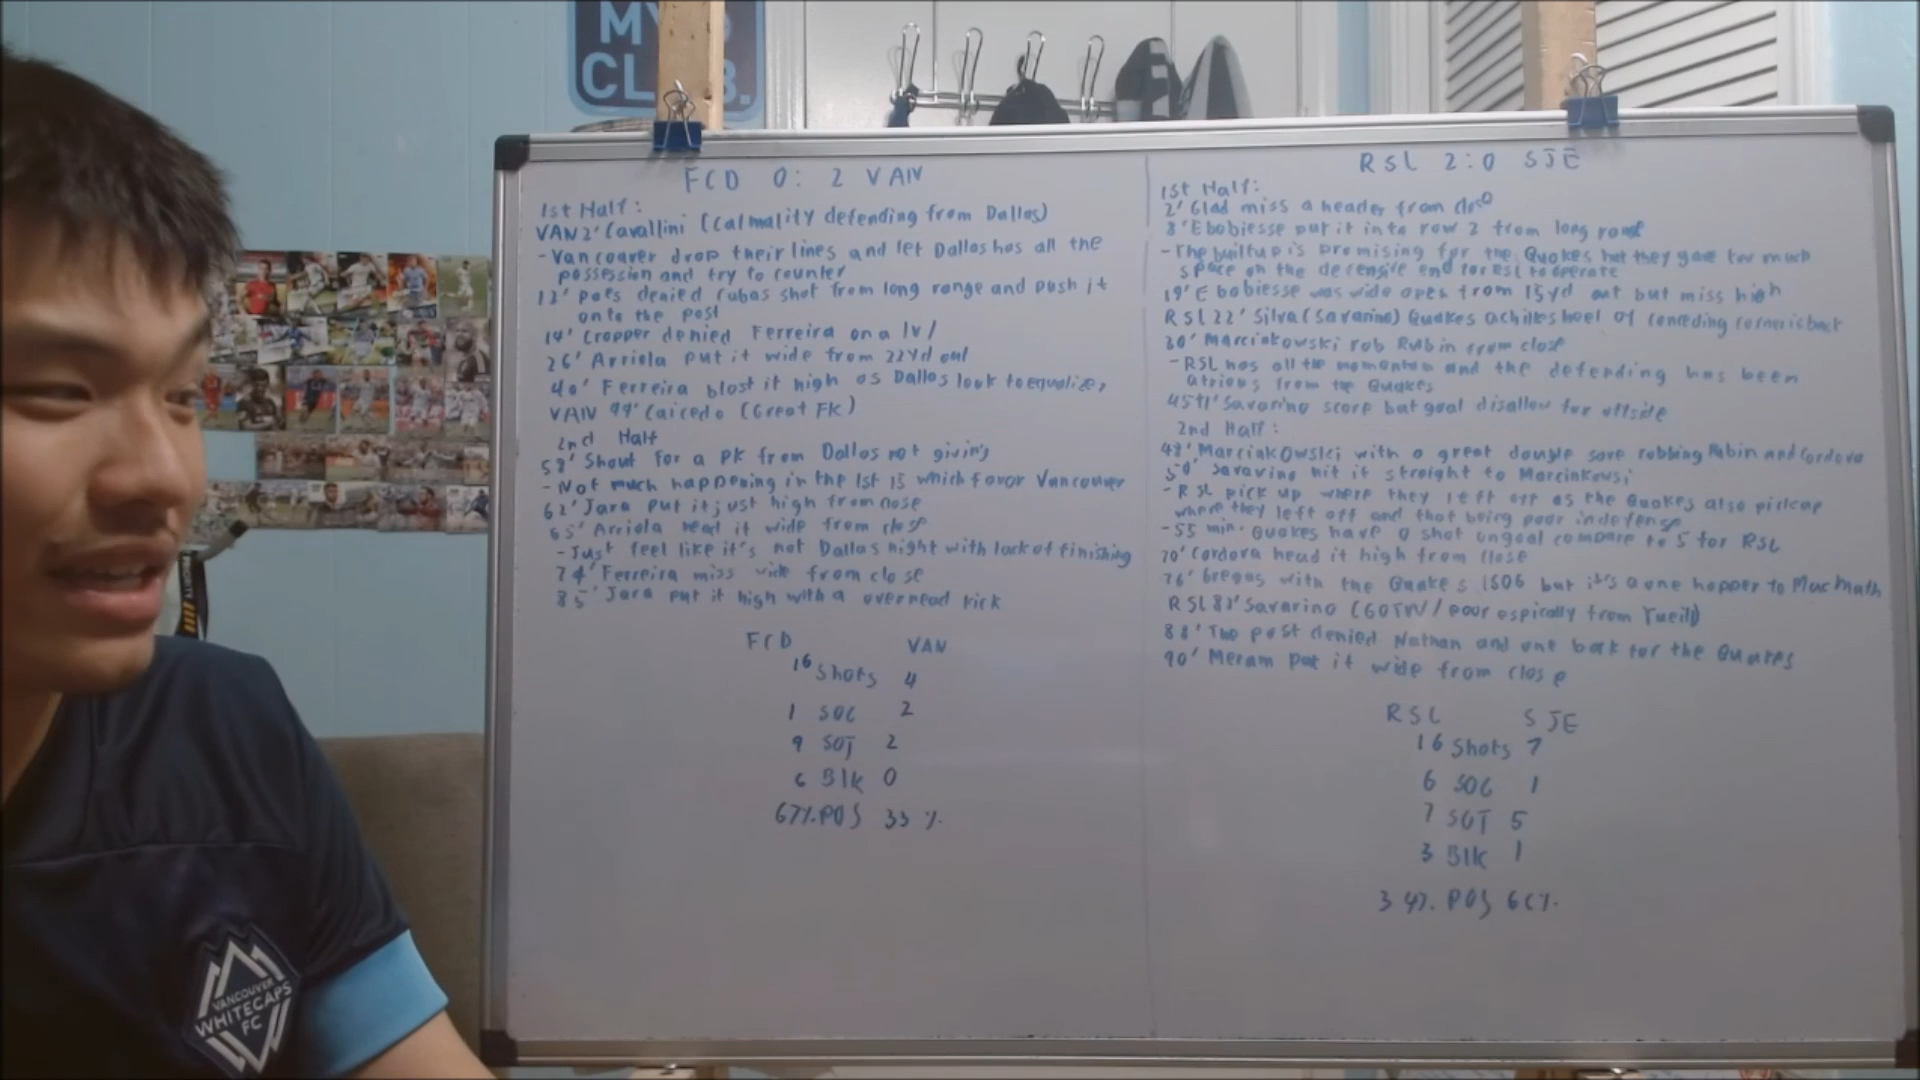 MY
CLUB.
FCD 0:2 VAN
1st Half:
VAN 2' Cavallini (Calmality defending from Dallas)
-Vancouver drop their lines and let Dallas has all the
possession and try to counter
12' Paes denied Cubas shot from long range and push it
onto the post
14' Cropper denied Ferreira on a 1v1
26' Arriola put it wide from 22yd out
40' Ferreira blast it high as Dallas look to equalize,
VAN 44' Caicedo (Great FK)
2nd Half
58' Shout for a PK from Dallas not giving
-Not much happening in the 1st 15 which favor Vancouver
62' Jara put it just high from close
65' Arriola head it wide from close
-Just feel like it's not Dallas night with lack of finishing
74' Ferreira miss wide from close
85' Jara put it high with a overhead kick
FCD VAN
16 Shots 4
1 SOG 2
9 SOT 2
6 Blk 0
67% POS 33%
RSL 2:0 SJE
1st Half:
2' Glad miss a header from close
8' Ebobiesse put it into row Z from long range
-The builtup is promising for the Quakes but they gave too much
space on the defensive end for RSL to operate
19' Ebobiesse was wide open from 15yd out but miss high
RSL 22' Silva (Savarino) Quakes achilles heel of conceding corner is back
30' Marcinkowski rob Rubin from close
-RSL has all the momentum and the defending has been
atrious from the Quakes
45+1' Savarino score but goal disallow for offside
2nd Half:
48' Marcinkowski with a great double save robbing Rubin and Cordova
50' Savarino hit it straight to Marcinkowsi
-RSL pick up where they left off as the Quakes also pickup
where they left off and that being poor in defense
-55 min. Quakes have 0 shot on goal compare to 5 for RSL
70' Cordova head it high from close
76' Gregus with the Quakes 1SOG but it's a one hopper to MacMath
RSL 83' Savarino (GOTW/poor espically from Yueill)
88' The post denied Nathan and one back for the Quakes
90' Meram put it wide from close
RSL SJE
16 Shots 7
6 SOG 1
7 SOT 5
3 Blk 1
34% POS 66%
VANCOUVER
WHITECAPS
FC